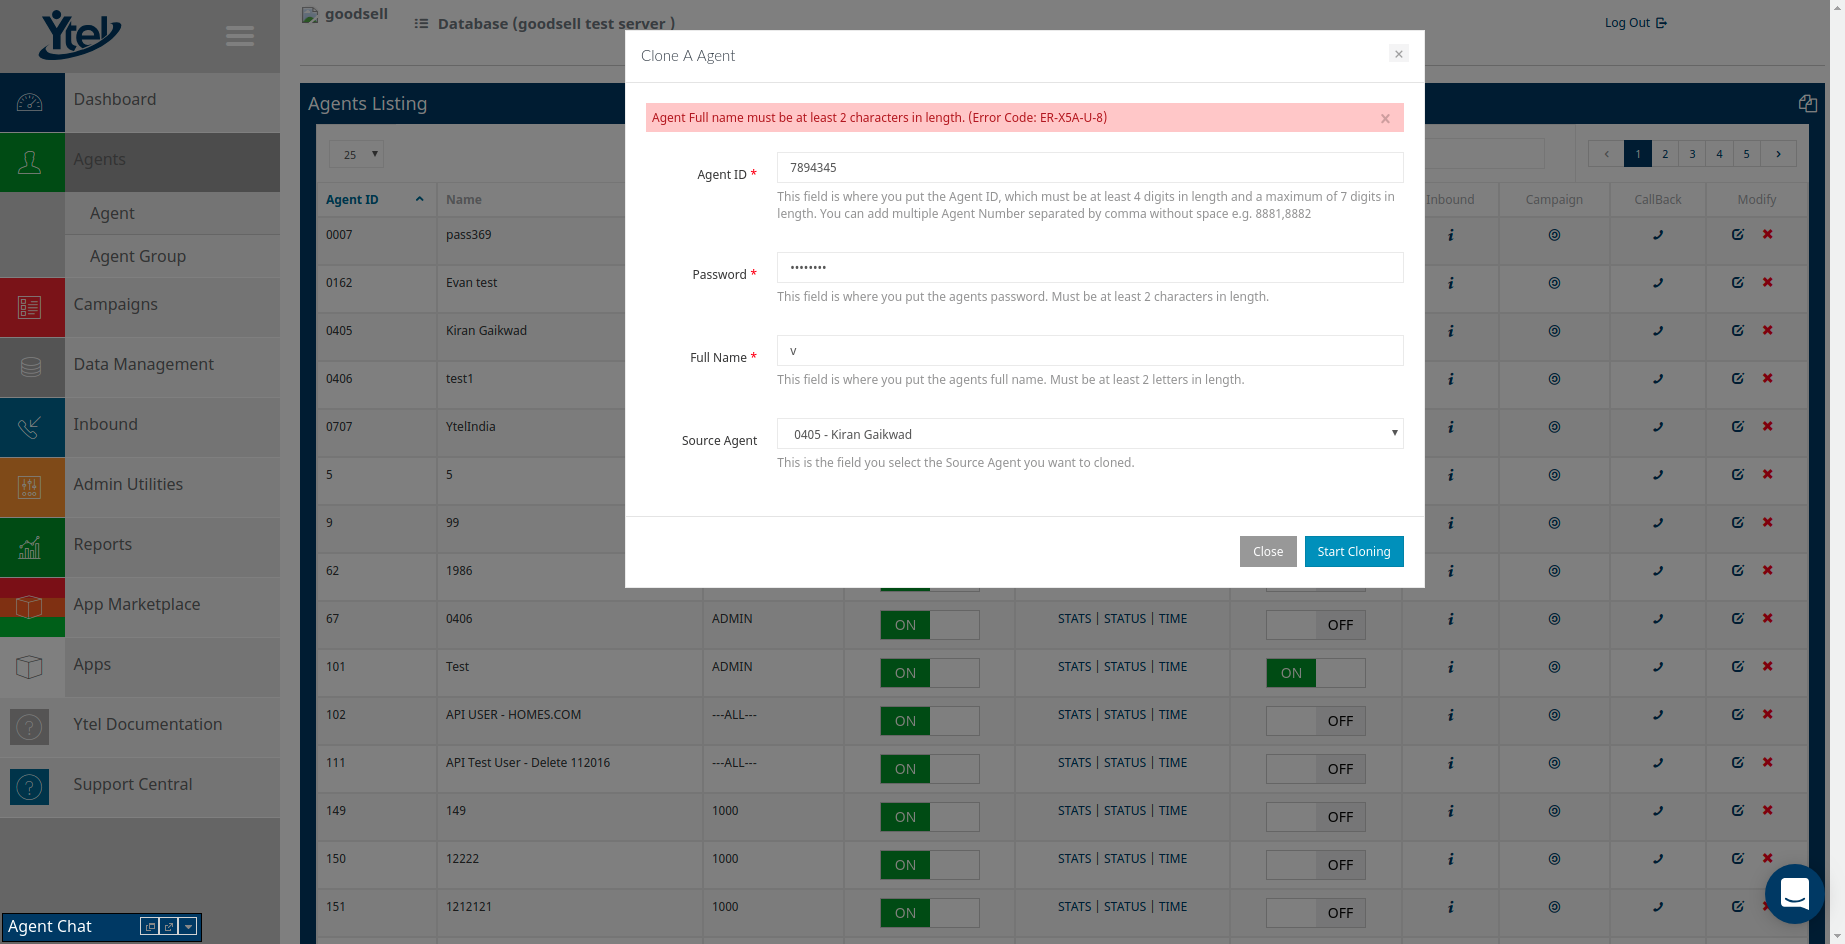 Ytel
goodsell
Database (goodsell test server )
Log Out
Dashboard
Agents
Agent
Agent Group
Campaigns
Data Management
Inbound
Admin Utilities
Reports
App Marketplace
Apps
Ytel Documentation
Support Central
Agent Chat
Agents Listing
25
‹ 1 2 3 4 5 ›
Agent ID Name Inbound Campaign CallBack Modify
0007 pass369
0162 Evan test
0405 Kiran Gaikwad
0406 test1
0707 YtelIndia
5 5
9 99
62 1986
67 0406 ADMIN ON STATS | STATUS | TIME OFF
101 Test ADMIN ON STATS | STATUS | TIME ON
102 API USER - HOMES.COM ---ALL--- ON STATS | STATUS | TIME OFF
111 API Test User - Delete 112016 ---ALL--- ON STATS | STATUS | TIME OFF
149 149 1000 ON STATS | STATUS | TIME OFF
150 12222 1000 ON STATS | STATUS | TIME OFF
151 1212121 1000 ON STATS | STATUS | TIME OFF
Clone A Agent
×
Agent Full name must be at least 2 characters in length. (Error Code: ER-X5A-U-8)
x
Agent ID *
7894345
This field is where you put the Agent ID, which must be at least 4 digits in length and a maximum of 7 digits in
length. You can add multiple Agent Number separated by comma without space e.g. 8881,8882
Password *
••••••••
This field is where you put the agents password. Must be at least 2 characters in length.
Full Name *
v
This field is where you put the agents full name. Must be at least 2 letters in length.
Source Agent
0405 - Kiran Gaikwad
This is the field you select the Source Agent you want to cloned.
Close
Start Cloning